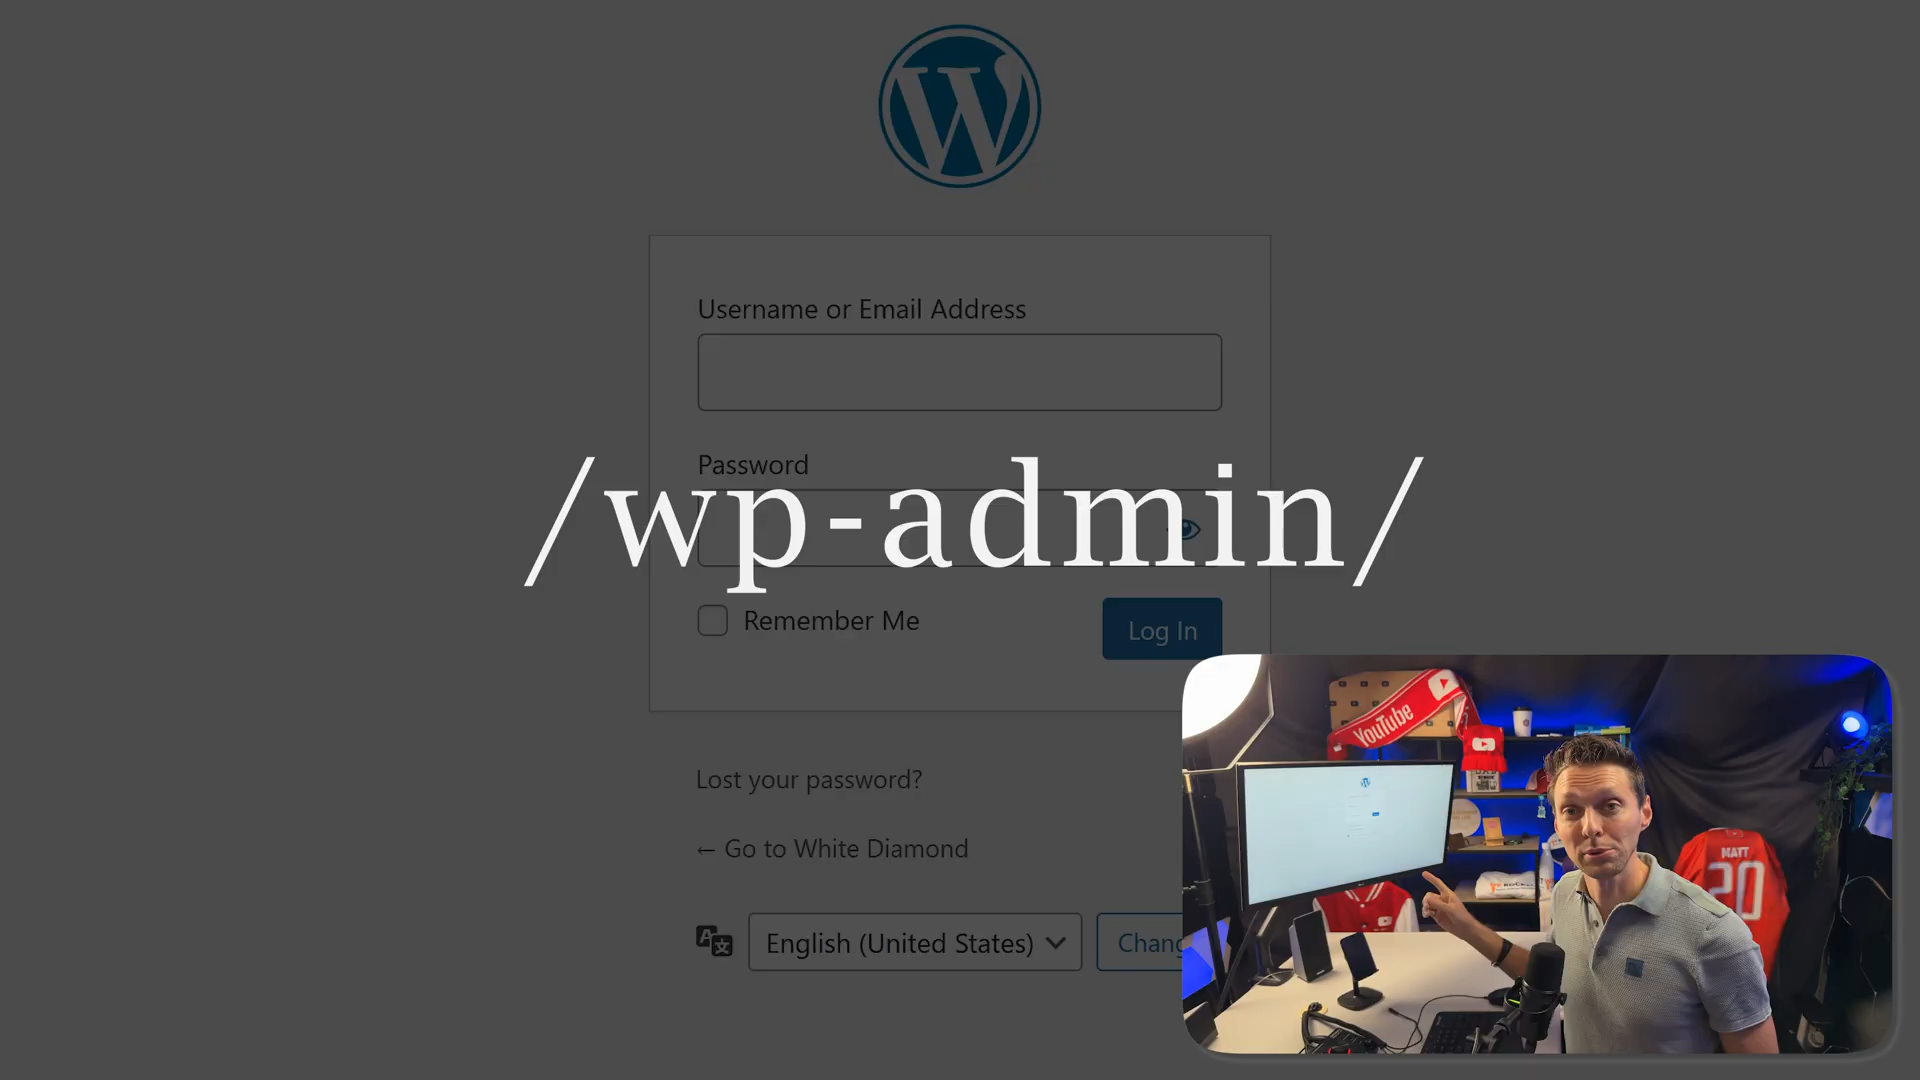 Username or Email Address
Password
/wp-admin/
Remember Me
Log In
Lost your password?
← Go to White Diamond
English (United States)
YouTube
MATT
20